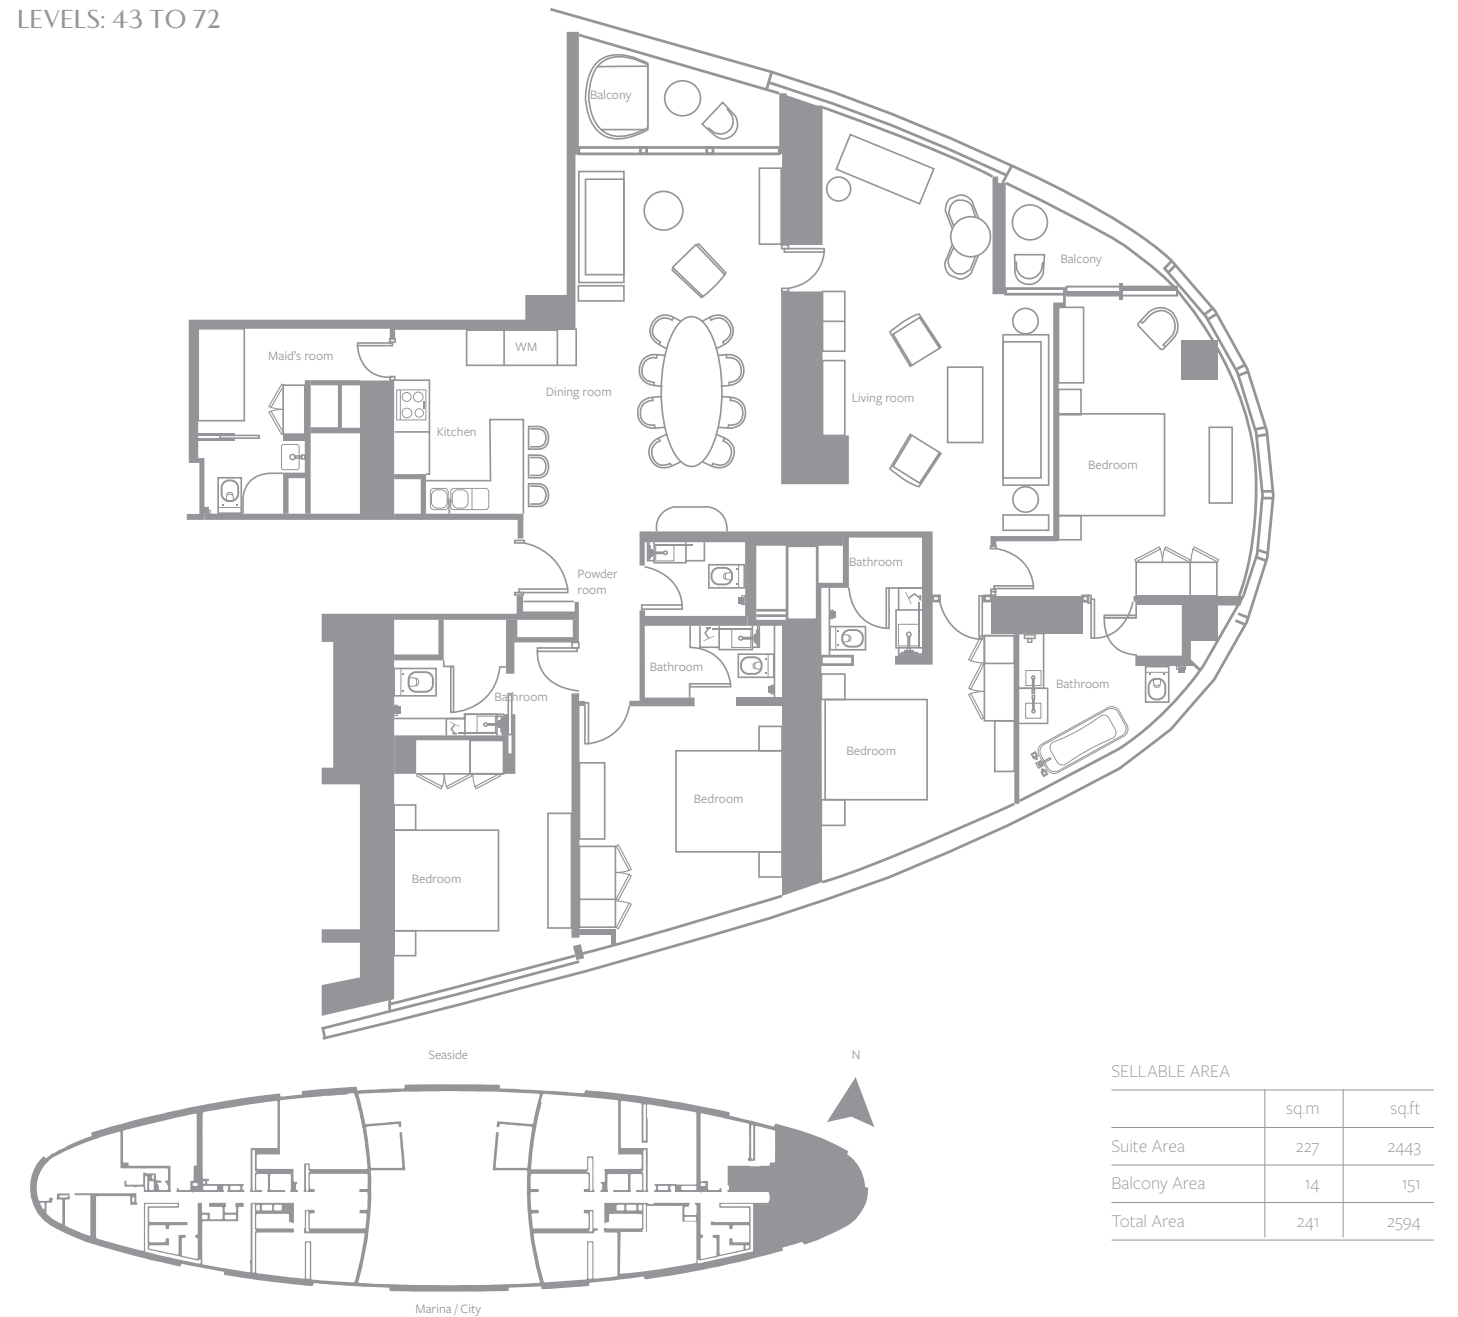 LEVELS: 43 TO 72
Balcony
Balcony
Maid's room
WM
Dining room
Living room
Kitchen
Bedroom
Powder
room
Bathroom
Bathroom
Bathroom
Bathroom
Bedroom
Bedroom
Bedroom
Seaside
N
SELLABLE AREA
sq.m sq.ft
Suite Area 227 2443
Balcony Area 14 151
Total Area 241 2594
Marina / City